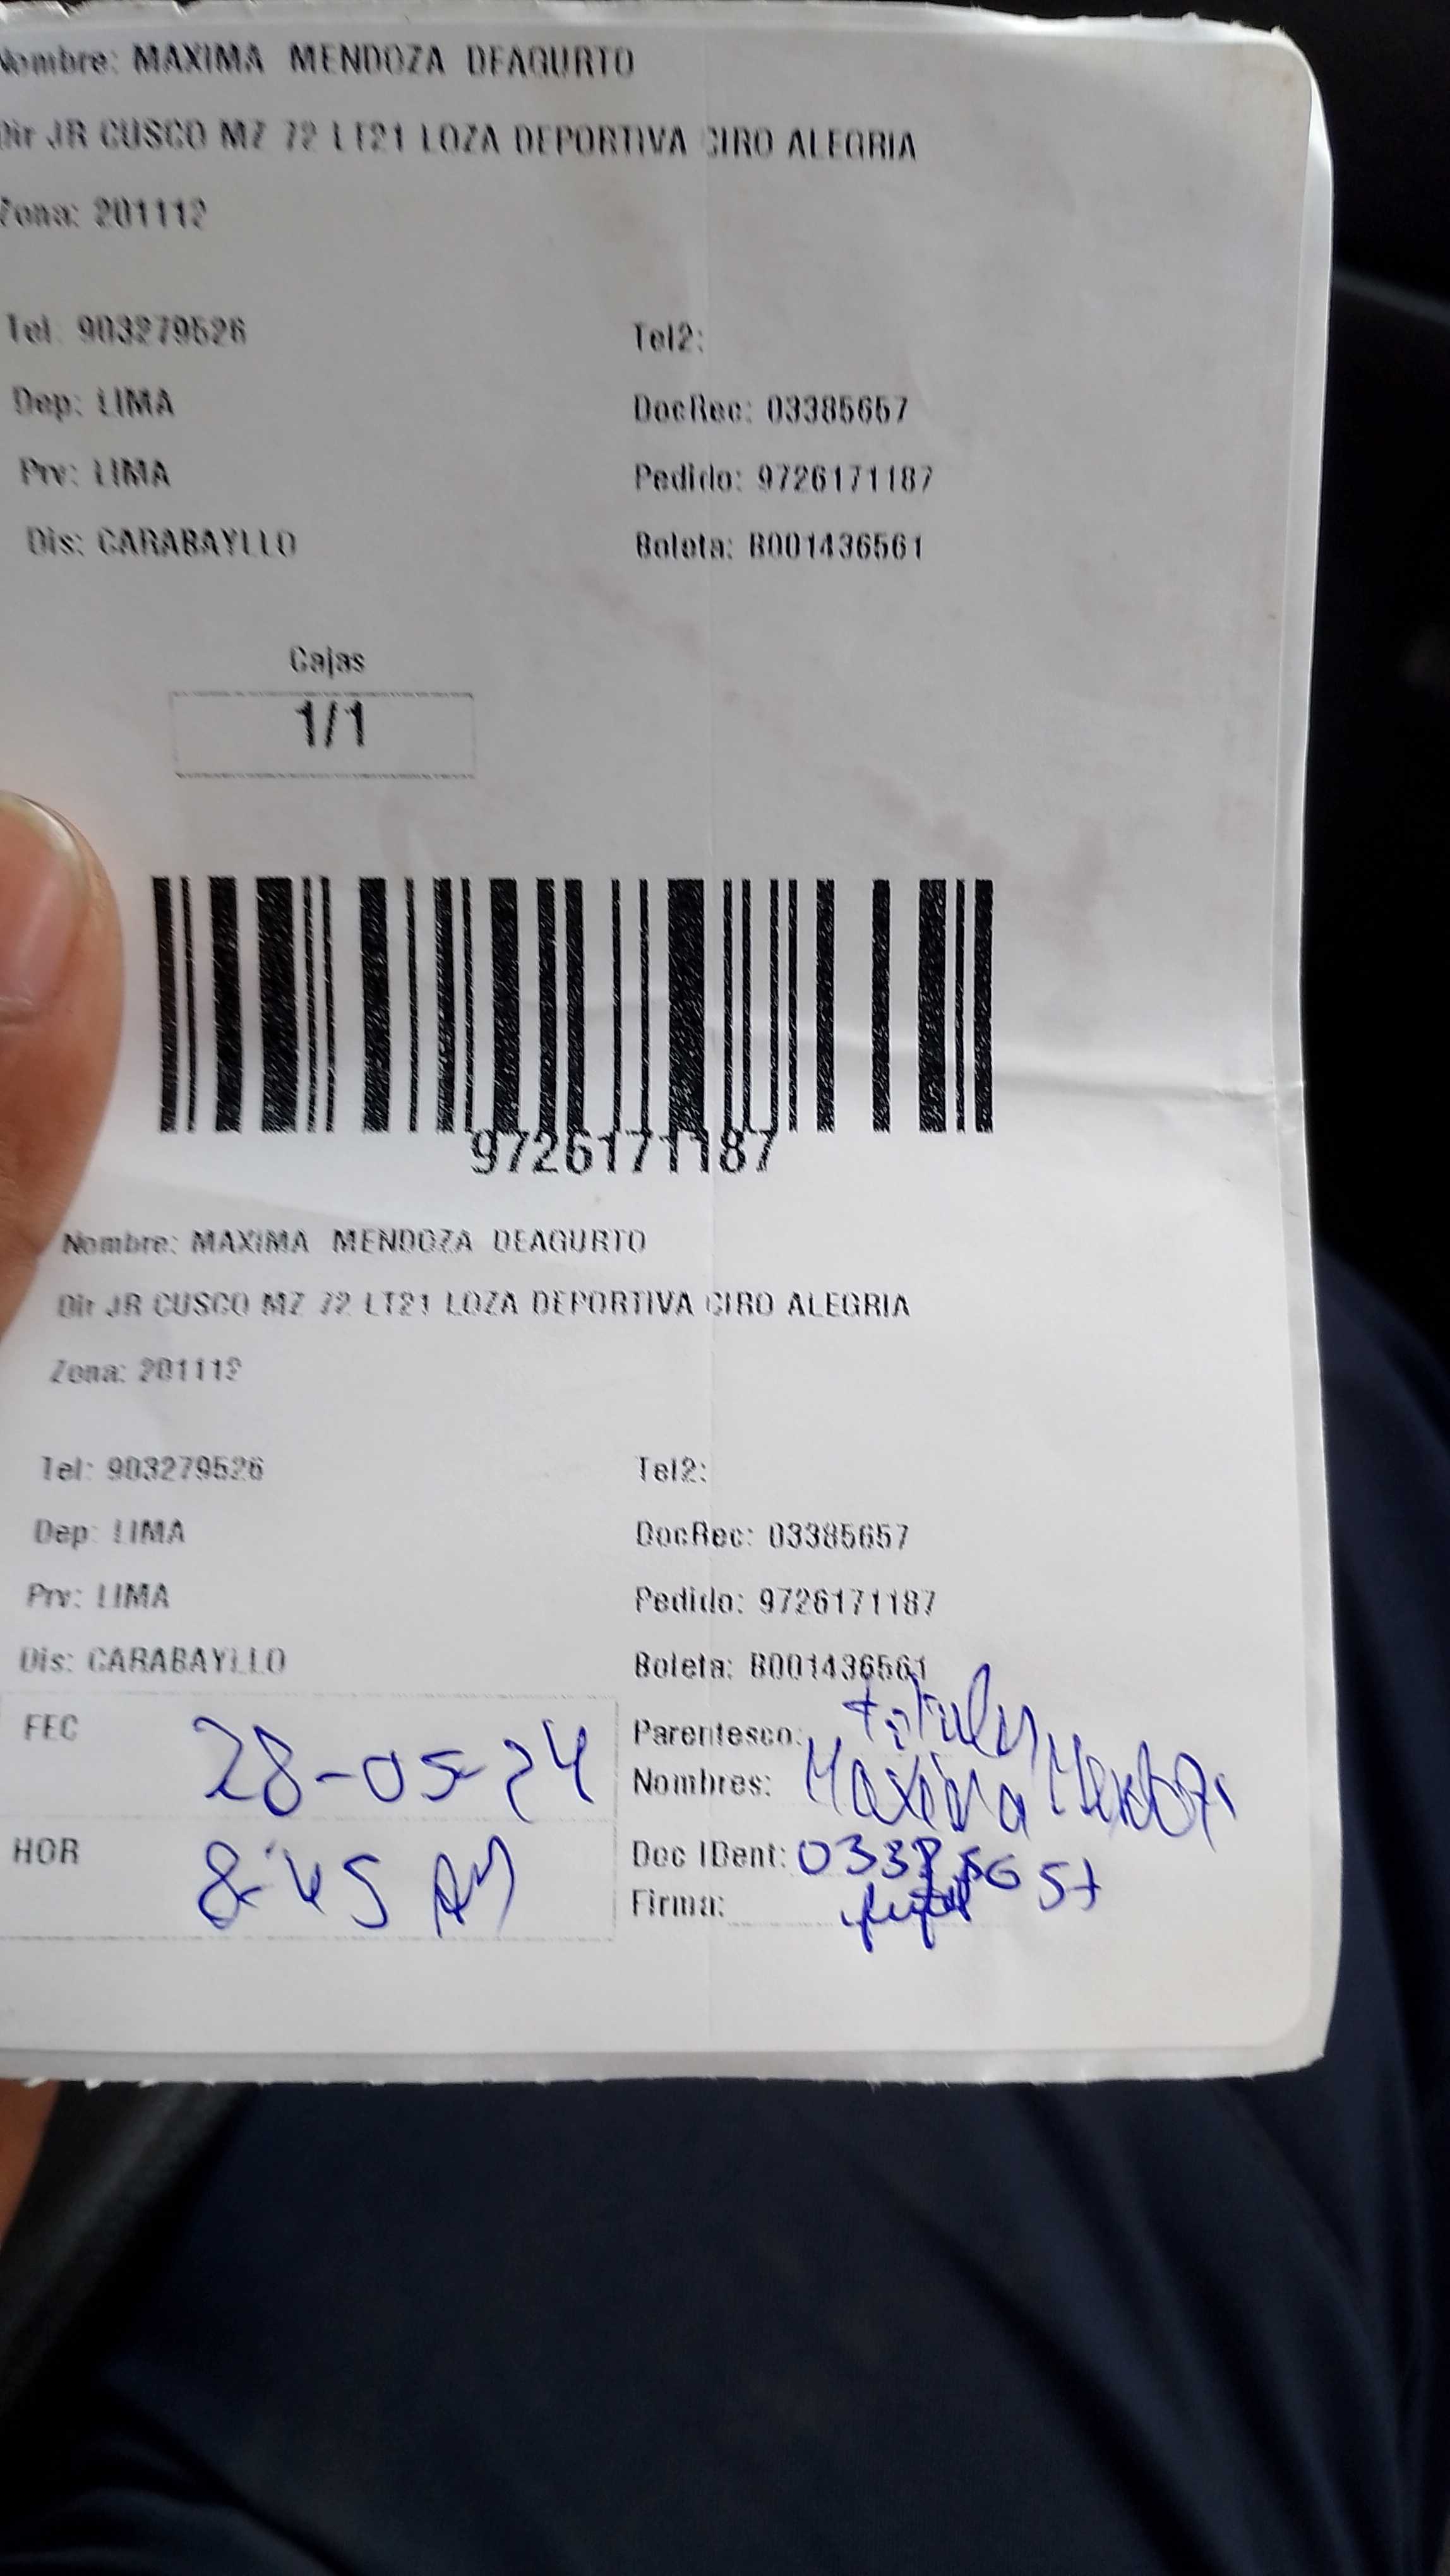 Nombre: MAXIMA MENDOZA DEAGURTO
Dir JR CUSCO MZ 72 LT21 LOZA DEPORTIVA CIRO ALEGRIA
Zona: 201112
Tel: 903279526
Tel2:
Dep: LIMA
DocRec: 03385657
Prv: LIMA
Pedido: 9726171187
Dis: CARABAYLLO
Boleta: B001436561
Cajas
1/1
9726171187
Nombre: MAXIMA MENDOZA DEAGURTO
Dir JR CUSCO MZ 72 LT21 LOZA DEPORTIVA CIRO ALEGRIA
Zona: 201112
Tel: 903279526
Tel2:
Dep: LIMA
DocRec: 03385657
Prv: LIMA
Pedido: 9726171187
Dis: CARABAYLLO
Boleta: B001436561
FEC 28-05-24
Parentesco:
Nombres: Maxima Mendoza
HOR 8:45 AM
Doc IDent: 03385657
Firma: